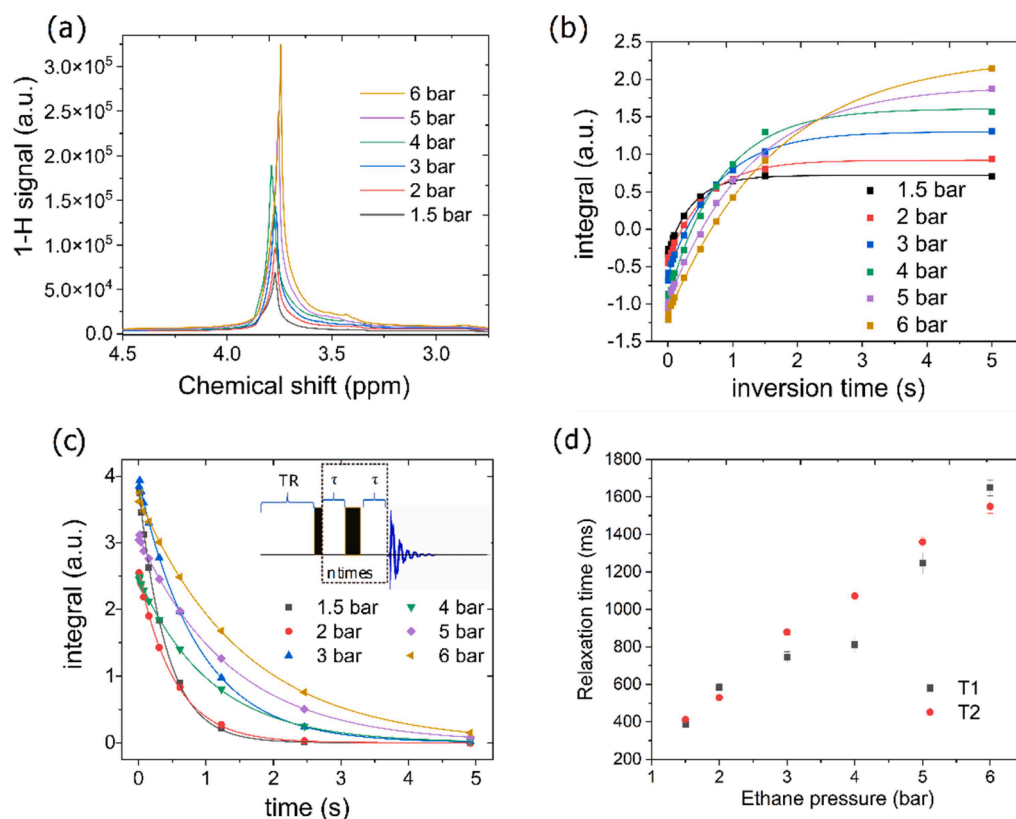 (a)
1-H signal (a.u.)
3.0×10⁵
2.5×10⁵
2.0×10⁵
1.5×10⁵
1.0×10⁵
5.0×10⁴
0.0
4.5 4.0 3.5 3.0
Chemical shift (ppm)
6 bar
5 bar
4 bar
3 bar
2 bar
1.5 bar
(b)
integral (a.u.)
2.5
2.0
1.5
1.0
0.5
0.0
-0.5
-1.0
-1.5
0 1 2 3 4 5
inversion time (s)
1.5 bar
2 bar
3 bar
4 bar
5 bar
6 bar
(c)
integral (a.u.)
4
3
2
1
0
0 1 2 3 4 5
time (s)
TR τ τ
n times
1.5 bar 4 bar
2 bar 5 bar
3 bar 6 bar
(d)
Relaxation time (ms)
1800
1600
1400
1200
1000
800
600
400
200
1 2 3 4 5 6
Ethane pressure (bar)
T1
T2